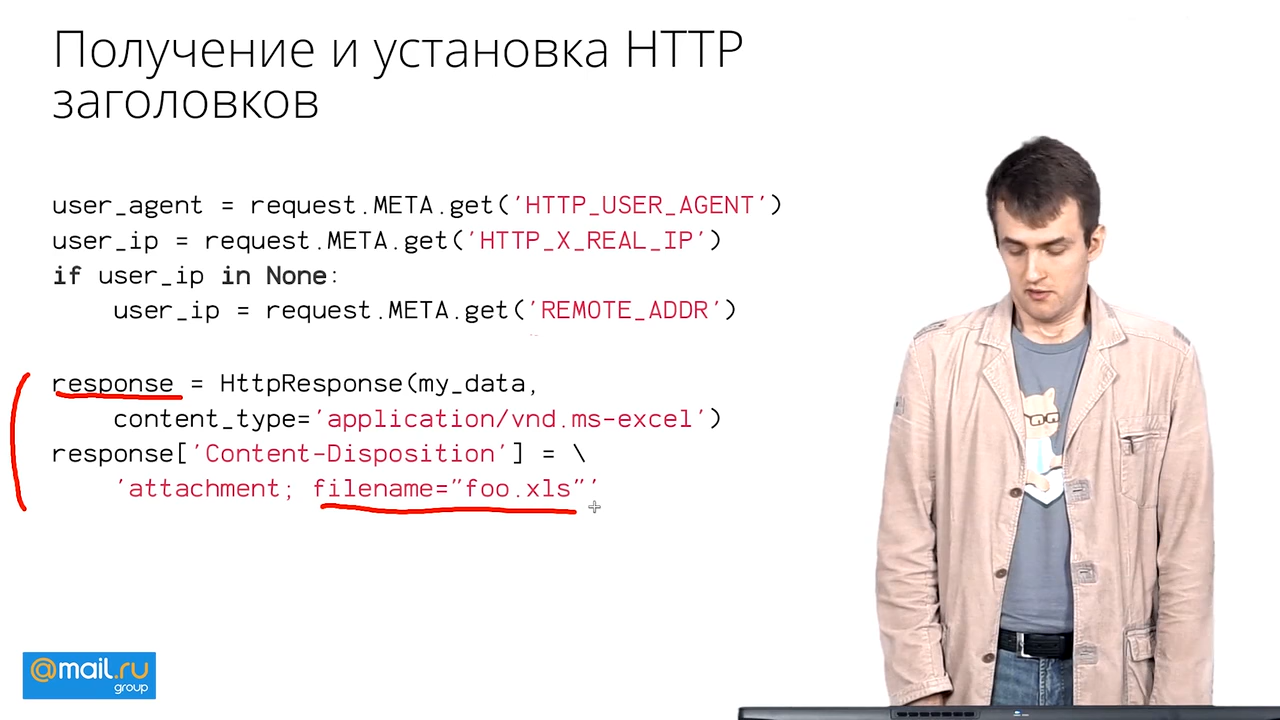 Получение и установка HTTP
заголовков
user_agent = request.META.get('HTTP_USER_AGENT')
user_ip = request.META.get('HTTP_X_REAL_IP')
if user_ip in None:
    user_ip = request.META.get('REMOTE_ADDR')
response = HttpResponse(my_data,
    content_type='application/vnd.ms-excel')
response['Content-Disposition'] = \
    'attachment; filename="foo.xls"'
@mail.ru
group